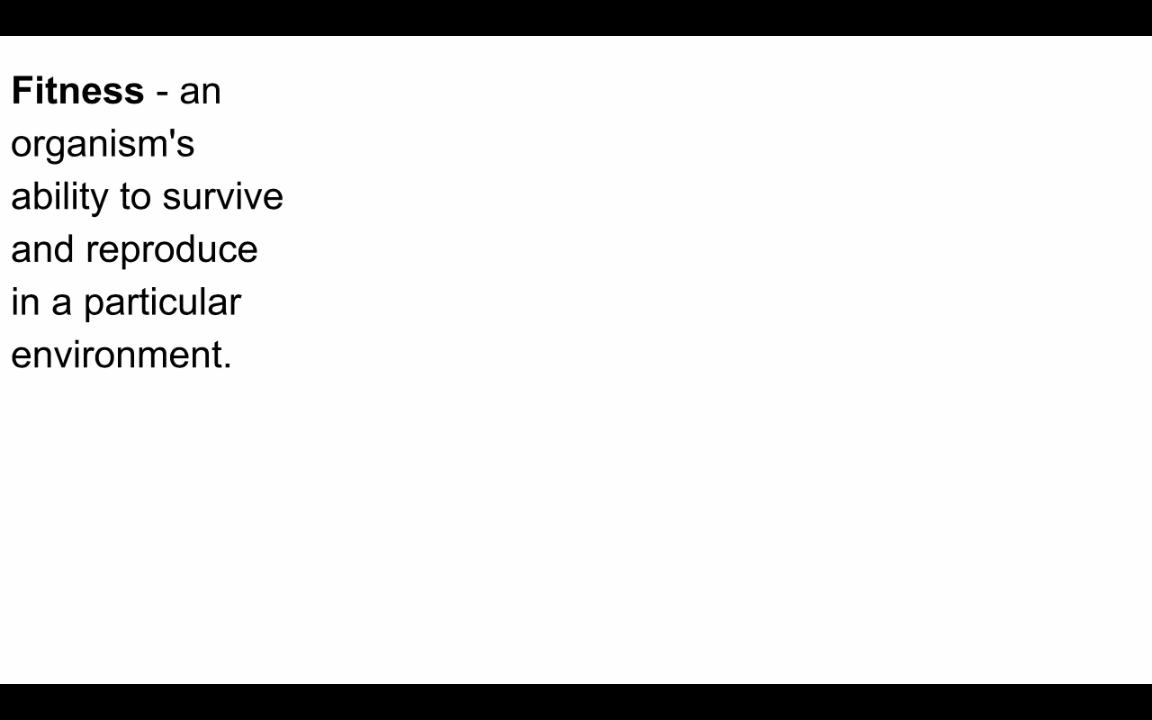 Fitness - an
organism's
ability to survive
and reproduce
in a particular
environment.